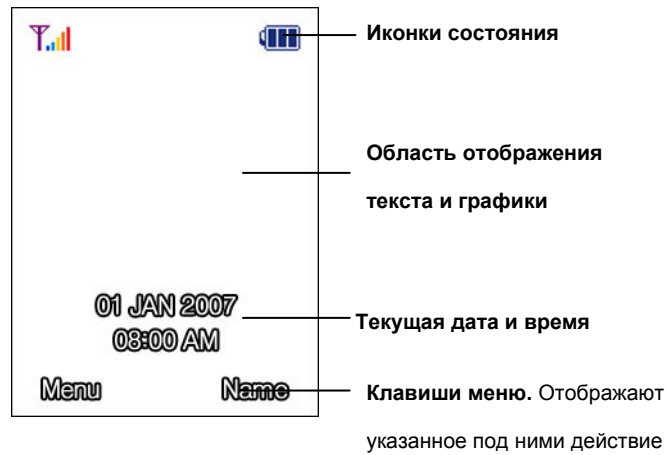 Иконки состояния
Область отображения
текста и графики
01 JAN 2007
08:00 AM
Текущая дата и время
Menu
Name
Клавиши меню. Отображают
указанное под ними действие